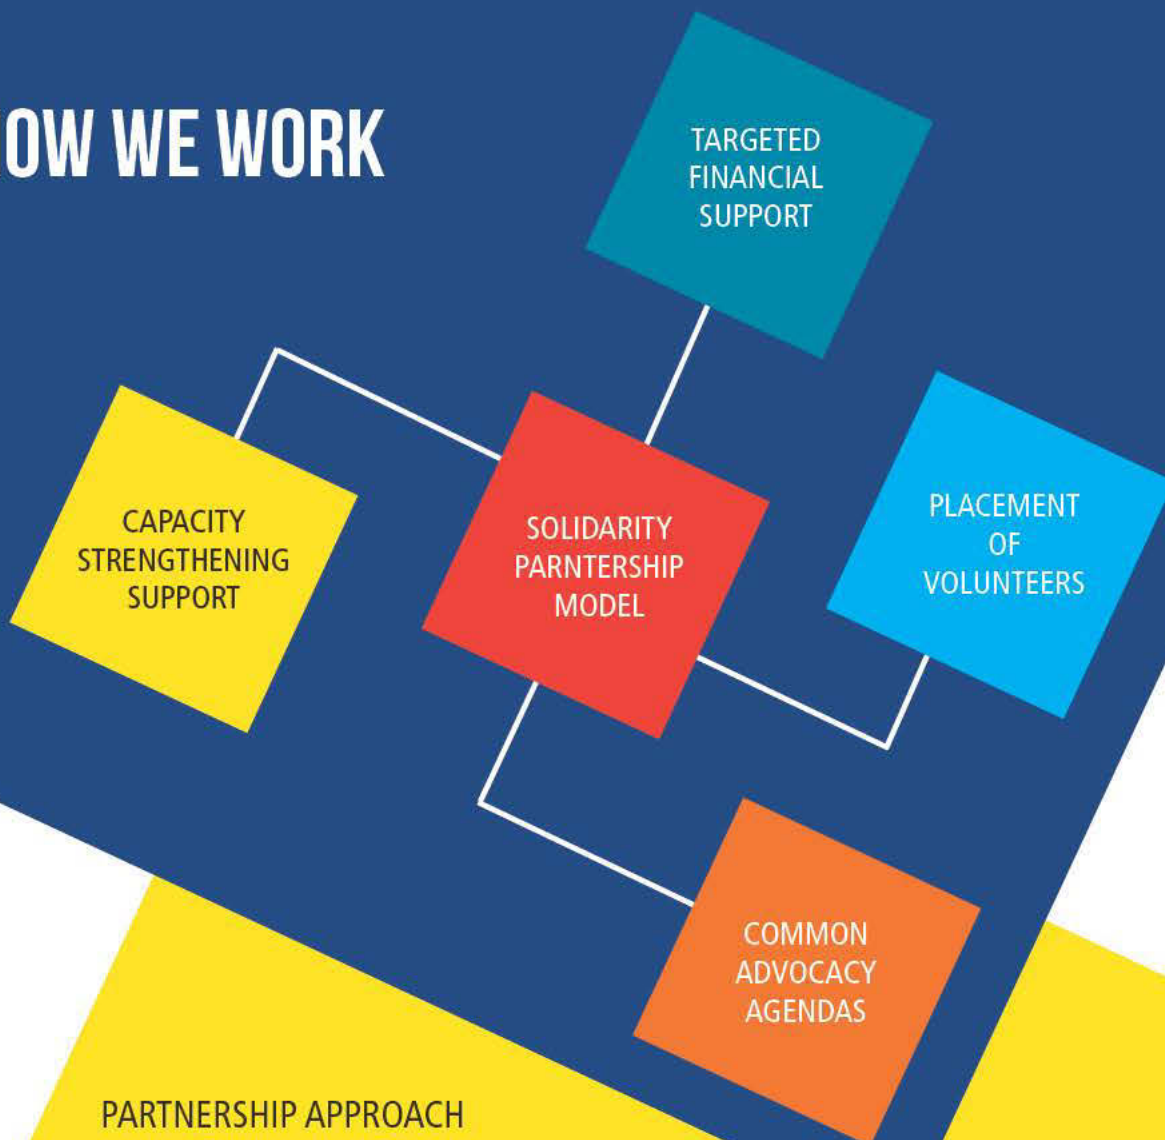 OW WE WORK
TARGETED
FINANCIAL
SUPPORT
CAPACITY
STRENGTHENING
SUPPORT
SOLIDARITY
PARNTERSHIP
MODEL
PLACEMENT
OF
VOLUNTEERS
COMMON
ADVOCACY
AGENDAS
PARTNERSHIP APPROACH